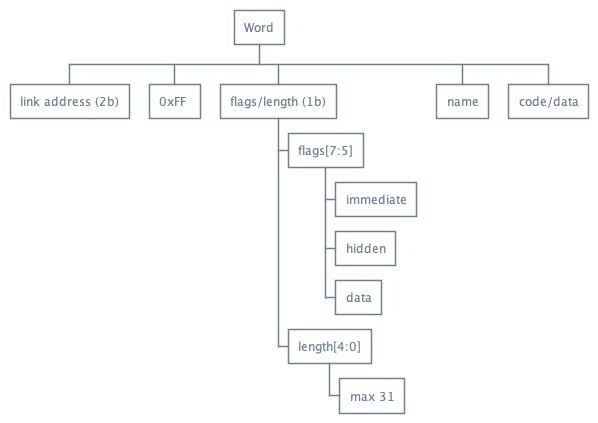 Word
link address (2b)
0xFF
flags/length (1b)
name
code/data
flags[7:5]
immediate
hidden
data
length[4:0]
max 31